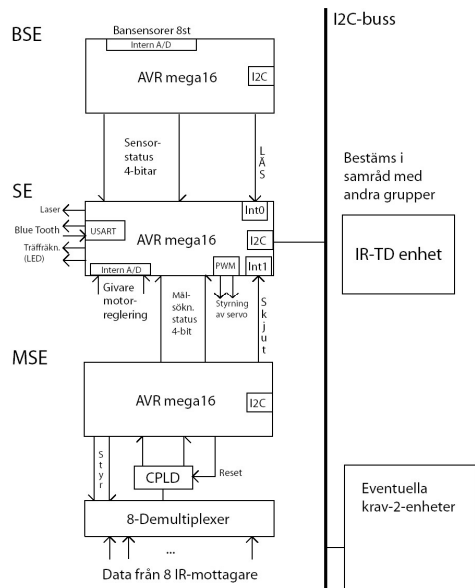 I2C-buss
BSE
Bansensorer 8st
Intern A/D
AVR mega16
I2C
Sensor-
status
4-bitar
LÄS
SE
Int0
Laser
Blue Tooth
USART
AVR mega16
I2C
Träffräkn.
(LED)
Intern A/D
PWM
Int1
Givare
motor-
reglering
Mål-
sökn.
status
4-bit
Styrning
av servo
Skjut
Bestäms i
samråd med
andra grupper
IR-TD enhet
MSE
AVR mega16
I2C
Styr
CPLD
Reset
8-Demultiplexer
...
Data från 8 IR-mottagare
Eventuella
krav-2-enheter